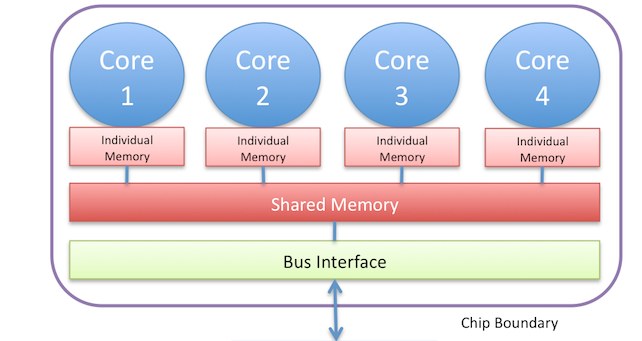 Core Core Core Core
1 2 3 4
Individual Individual Individual Individual
Memory Memory Memory Memory
Shared Memory
Bus Interface
Chip Boundary